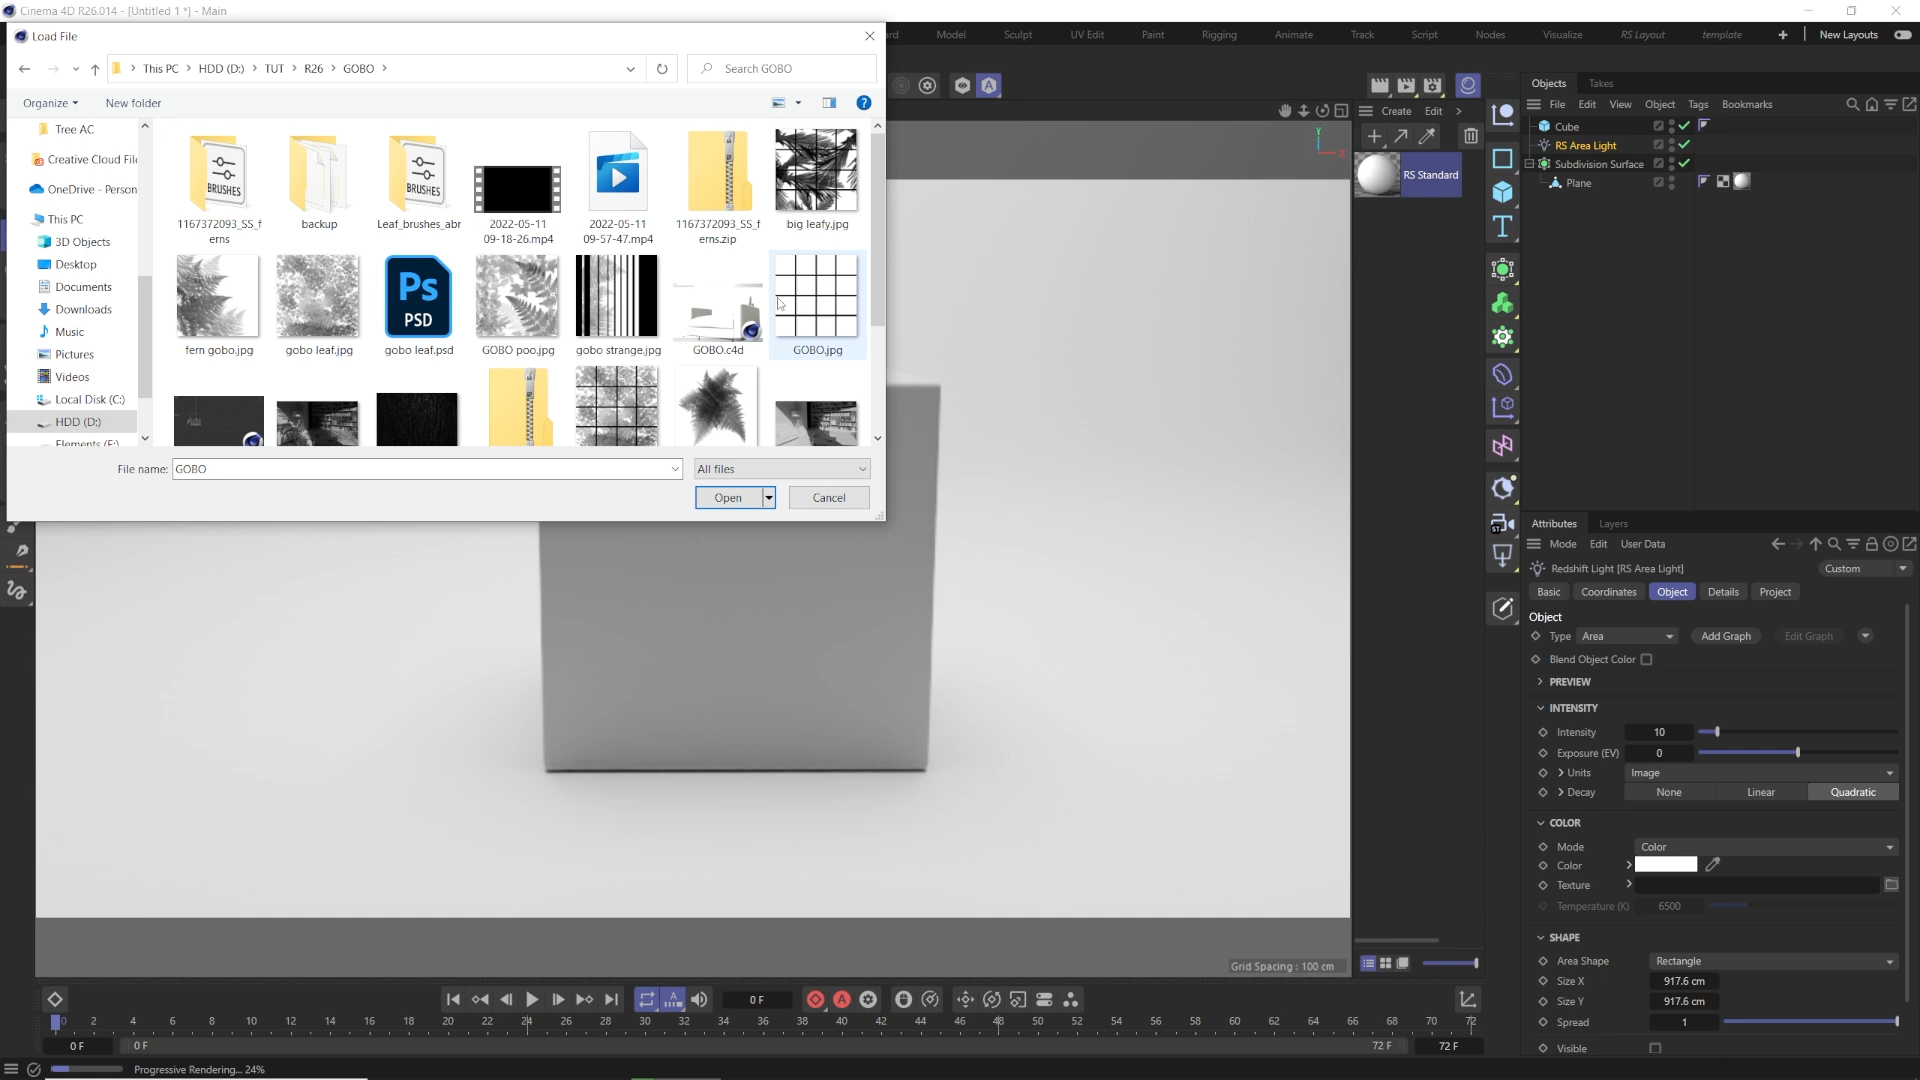 Cinema 4D R26.014 - [Untitled 1 *] - Main
Load File
Model
Sculpt
UV Edit
Paint
Rigging
Animate
Track
Script
Nodes
Visualize
RS Layout
template
New Layouts
This PC > HDD (D:) > TUT > R26 > GOBO >
Search GOBO
Organize
New folder
Tree AC
Creative Cloud File
OneDrive - Person
This PC
3D Objects
Desktop
Documents
Downloads
Music
Pictures
Videos
Local Disk (C:)
HDD (D:)
BRUSHES
BRUSHES
1167372093_SS_f
erns
backup
Leaf_brushes_abr
2022-05-11
09-18-26.mp4
2022-05-11
09-57-47.mp4
1167372093_SS_f
erns.zip
big leafy.jpg
Ps
PSD
fern gobo.jpg
gobo leaf.jpg
gobo leaf.psd
GOBO poo.jpg
gobo strange.jpg
GOBO.c4d
GOBO.jpg
File name: GOBO
All files
Open
Cancel
Create
Edit
RS Standard
Y
Objects
Takes
File
Edit
View
Object
Tags
Bookmarks
Cube
RS Area Light
Subdivision Surface
Plane
Attributes
Layers
Mode
Edit
User Data
Redshift Light [RS Area Light]
Custom
Basic
Coordinates
Object
Details
Project
Object
Type Area
Add Graph
Edit Graph
Blend Object Color
PREVIEW
INTENSITY
Intensity 10
Exposure (EV) 0
Units Image
Decay None Linear Quadratic
COLOR
Mode Color
Color
Texture
Temperature (K) 6500
SHAPE
Area Shape Rectangle
Size X 917.6 cm
Size Y 917.6 cm
Spread 1
Visible
Grid Spacing : 100 cm
0 F
0 2 4 6 8 10 12 14 16 18 20 22 24 26 28 30 32 34 36 38 40 42 44 46 48 50 52 54 56 58 60 62 64 66 68 70 72
0 F
0 F
72 F
72 F
Progressive Rendering... 24%